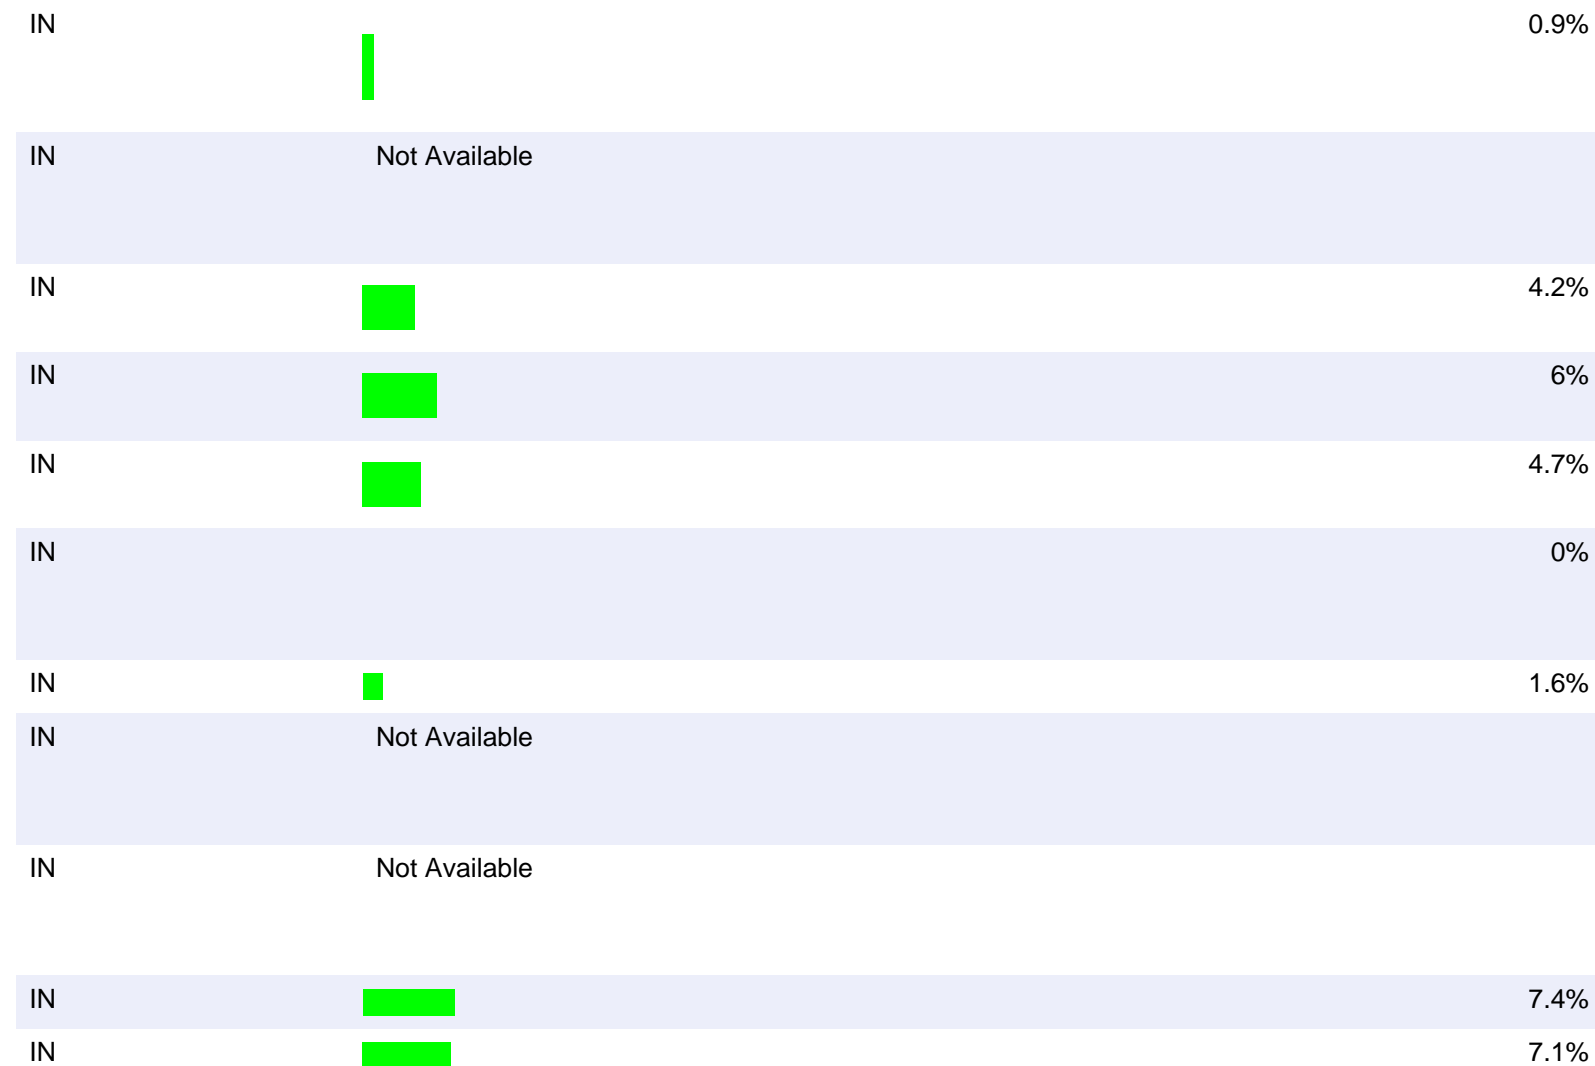 IN 0.9%
IN Not Available
IN 4.2%
IN 6%
IN 4.7%
IN 0%
IN 1.6%
IN Not Available
IN Not Available
IN 7.4%
IN 7.1%